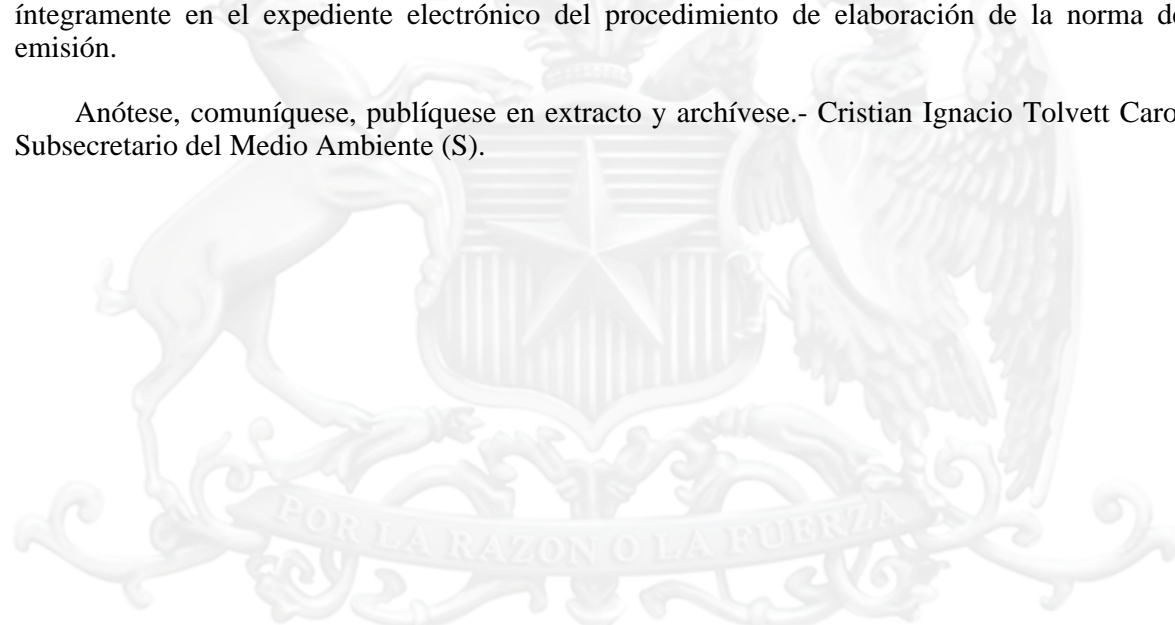 íntegramente en el expediente electrónico del procedimiento de elaboración de la norma de
emisión.
Anótese, comuníquese, publíquese en extracto y archívese.- Cristian Ignacio Tolvett Caro,
Subsecretario del Medio Ambiente (S).
POR LA RAZON O LA FUERZA